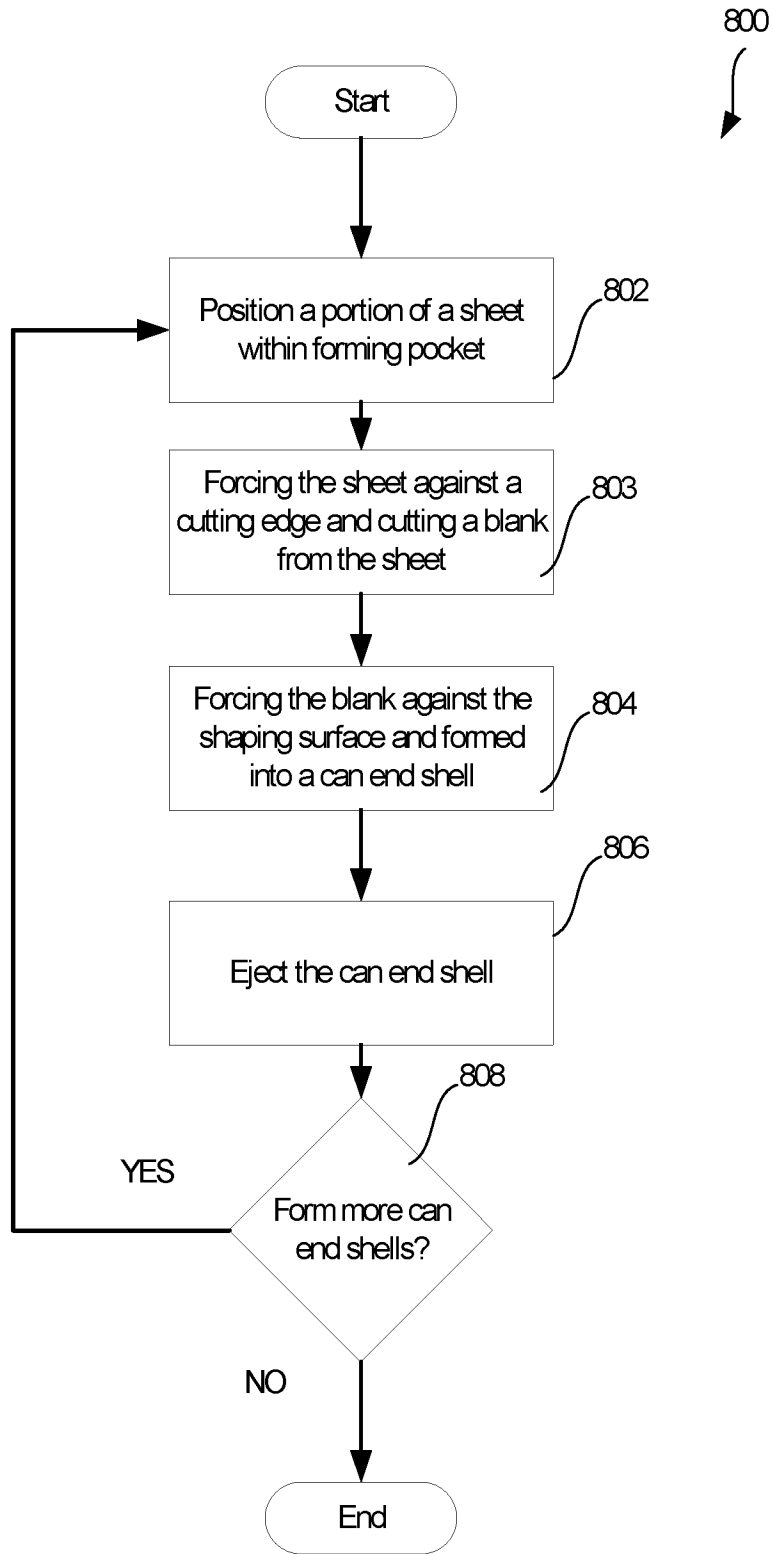 800
Start
Position a portion of a sheet
within forming pocket
802
Forcing the sheet against a
cutting edge and cutting a blank
from the sheet
803
Forcing the blank against the
shaping surface and formed
into a can end shell
804
Eject the can end shell
806
808
YES
Form more can
end shells?
NO
End